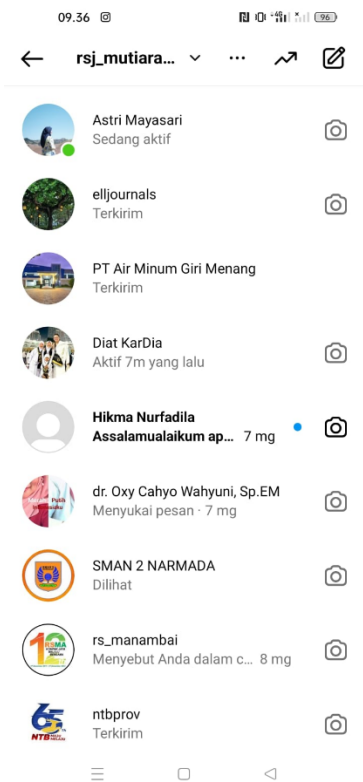 09.36
96
rsj_mutiara...
Astri Mayasari
Sedang aktif
elljournals
Terkirim
PT Air Minum Giri Menang
Terkirim
Diat KarDia
Aktif 7m yang lalu
Hikma Nurfadila
Assalamualaikum ap... 7 mg
dr. Oxy Cahyo Wahyuni, Sp.EM
Menyukai pesan · 7 mg
SMAN 2 NARMADA
Dilihat
rs_manambai
Menyebut Anda dalam c... 8 mg
ntbprov
NTB
Terkirim